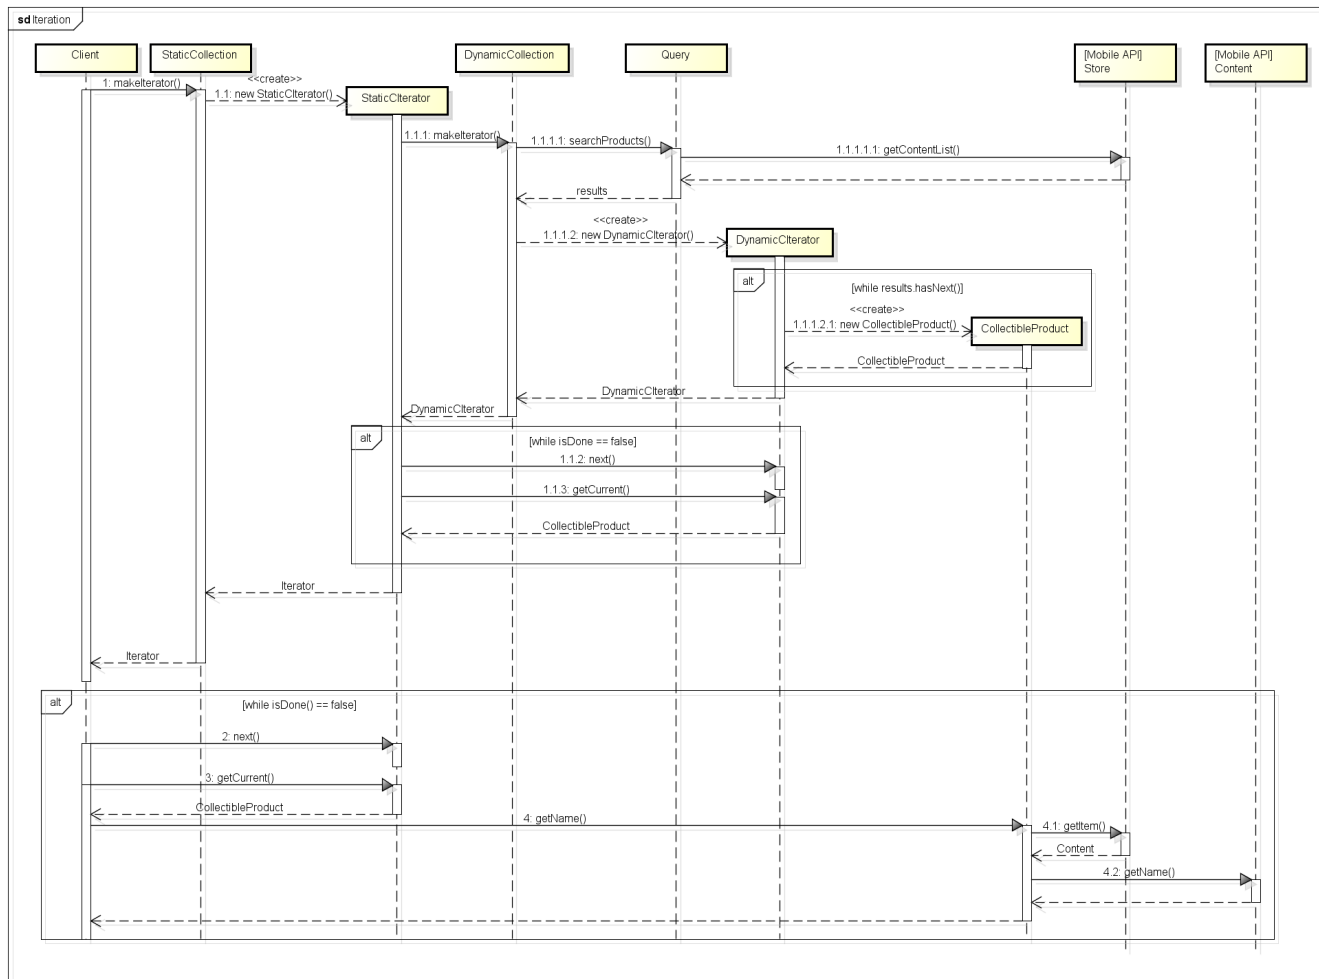 sd Iteration
Client
StaticCollection
DynamicCollection
Query
[Mobile API]
Store
[Mobile API]
Content
1: makeIterator()
<<create>>
1.1: new StaticCIterator()
StaticCIterator
1.1.1: makeIterator()
1.1.1.1: searchProducts()
1.1.1.1.1: getContentList()
results
<<create>>
1.1.1.2: new DynamicCIterator()
DynamicCIterator
alt
[while results.hasNext()]
<<create>>
1.1.1.2.1: new CollectibleProduct()
CollectibleProduct
CollectibleProduct
DynamicCIterator
DynamicCIterator
alt
[while isDone == false]
1.1.2: next()
1.1.3: getCurrent()
CollectibleProduct
Iterator
Iterator
alt
[while isDone() == false]
2: next()
3: getCurrent()
CollectibleProduct
4: getName()
4.1: getItem()
Content
4.2: getName()